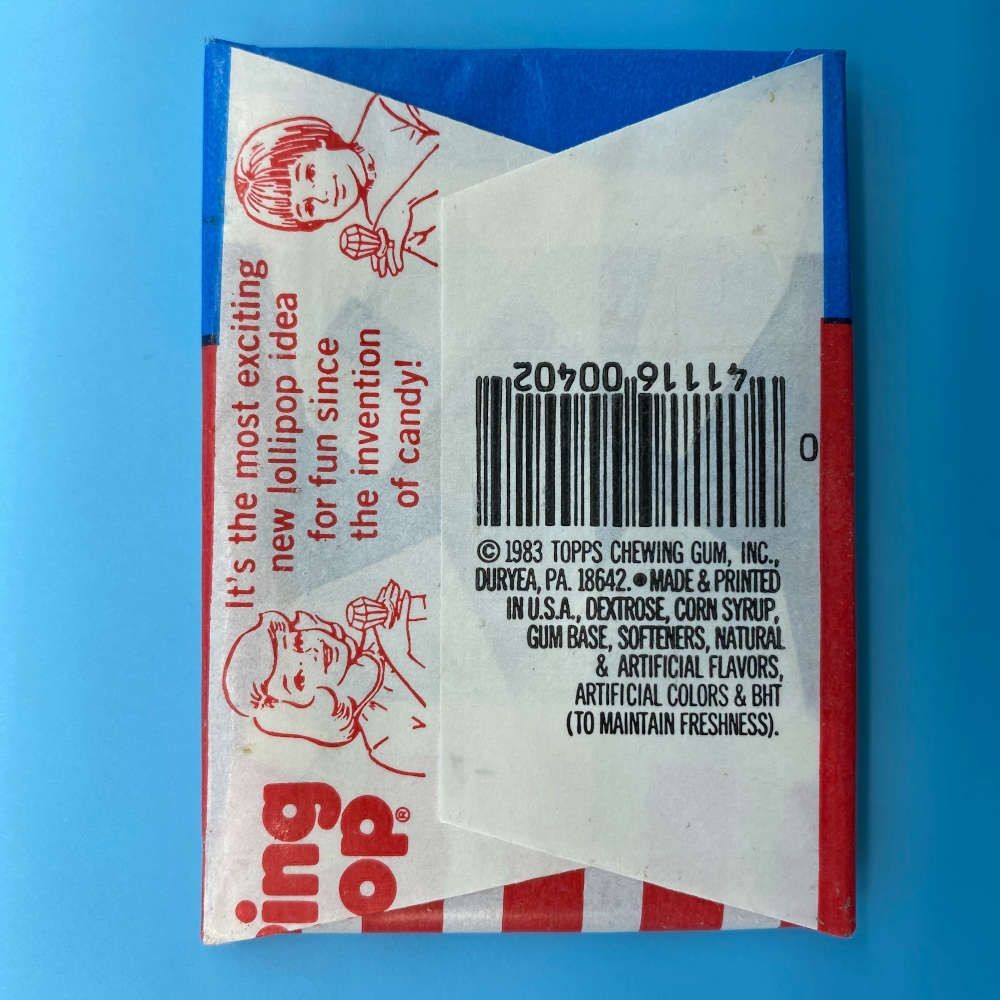 It's the most exciting
new lollipop idea
for fun since
the invention
of candy!
ing
op®
0 41116 00402
© 1983 TOPPS CHEWING GUM, INC.,
DURYEA, PA. 18642. ● MADE & PRINTED
IN U.S.A., DEXTROSE, CORN SYRUP,
GUM BASE, SOFTENERS, NATURAL
& ARTIFICIAL FLAVORS,
ARTIFICIAL COLORS & BHT
(TO MAINTAIN FRESHNESS).